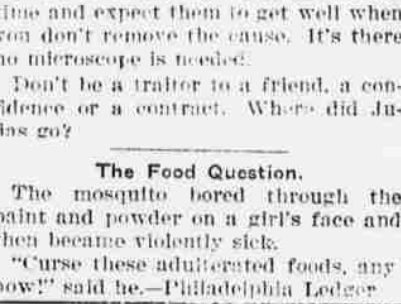 time and expect them to get well when
you don't remove the cause. It's there
no microscope is needed.
Don't be a traitor to a friend, a con-
fidence or a contract. Where did Ju-
das go?
The Food Question.
The mosquito bored through the
paint and powder on a girl's face and
then became violently sick.
"Curse these adulterated foods, any
how!" said he.—Philadelphia Ledger